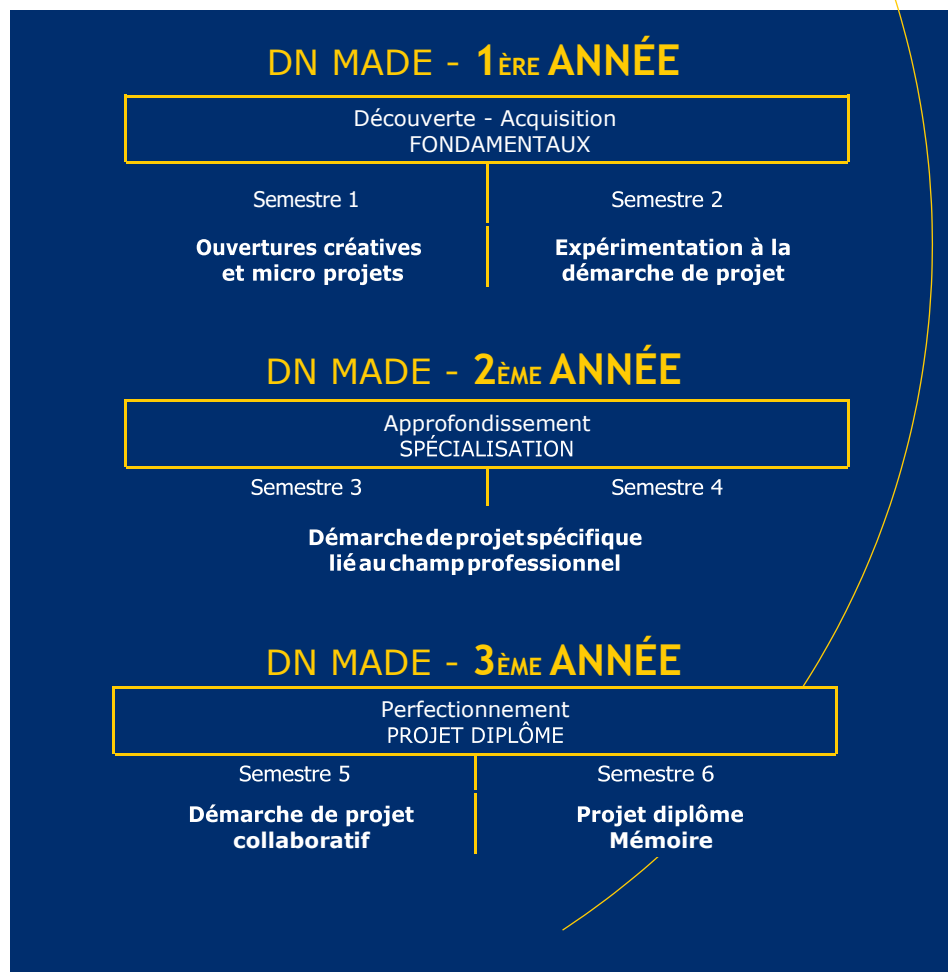 DN MADE - 1ÈRE ANNÉE
Découverte - Acquisition
FONDAMENTAUX
Semestre 1
Semestre 2
Ouvertures créatives
et micro projets
Expérimentation à la
démarche de projet
DN MADE - 2ÈME ANNÉE
Approfondissement
SPÉCIALISATION
Semestre 3
Semestre 4
Démarche de projet spécifique
lié au champ professionnel
DN MADE - 3ÈME ANNÉE
Perfectionnement
PROJET DIPLÔME
Semestre 5
Semestre 6
Démarche de projet
collaboratif
Projet diplôme
Mémoire